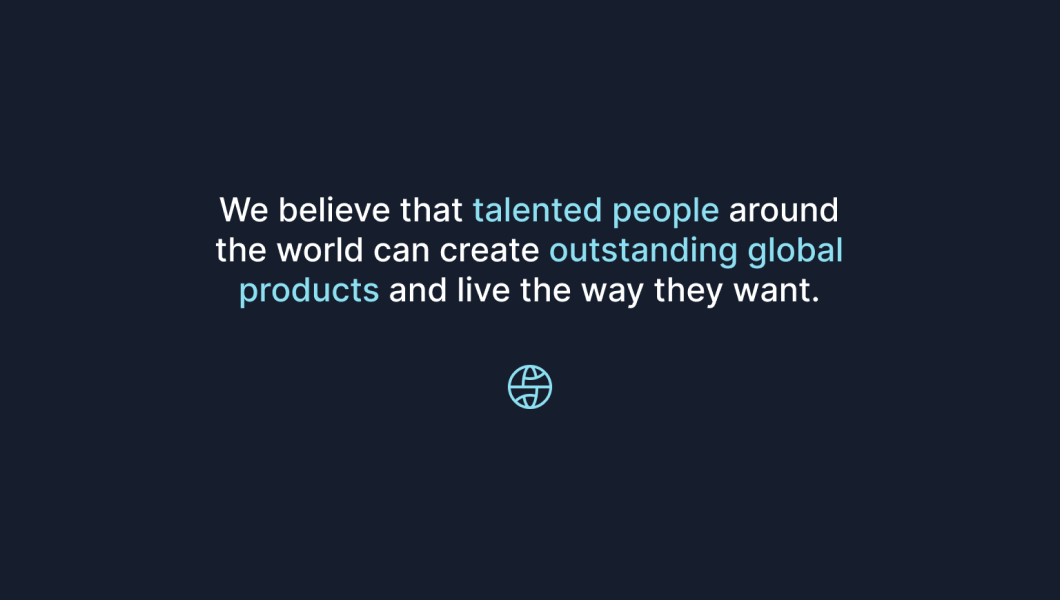 We believe that talented people around
the world can create outstanding global
products and live the way they want.